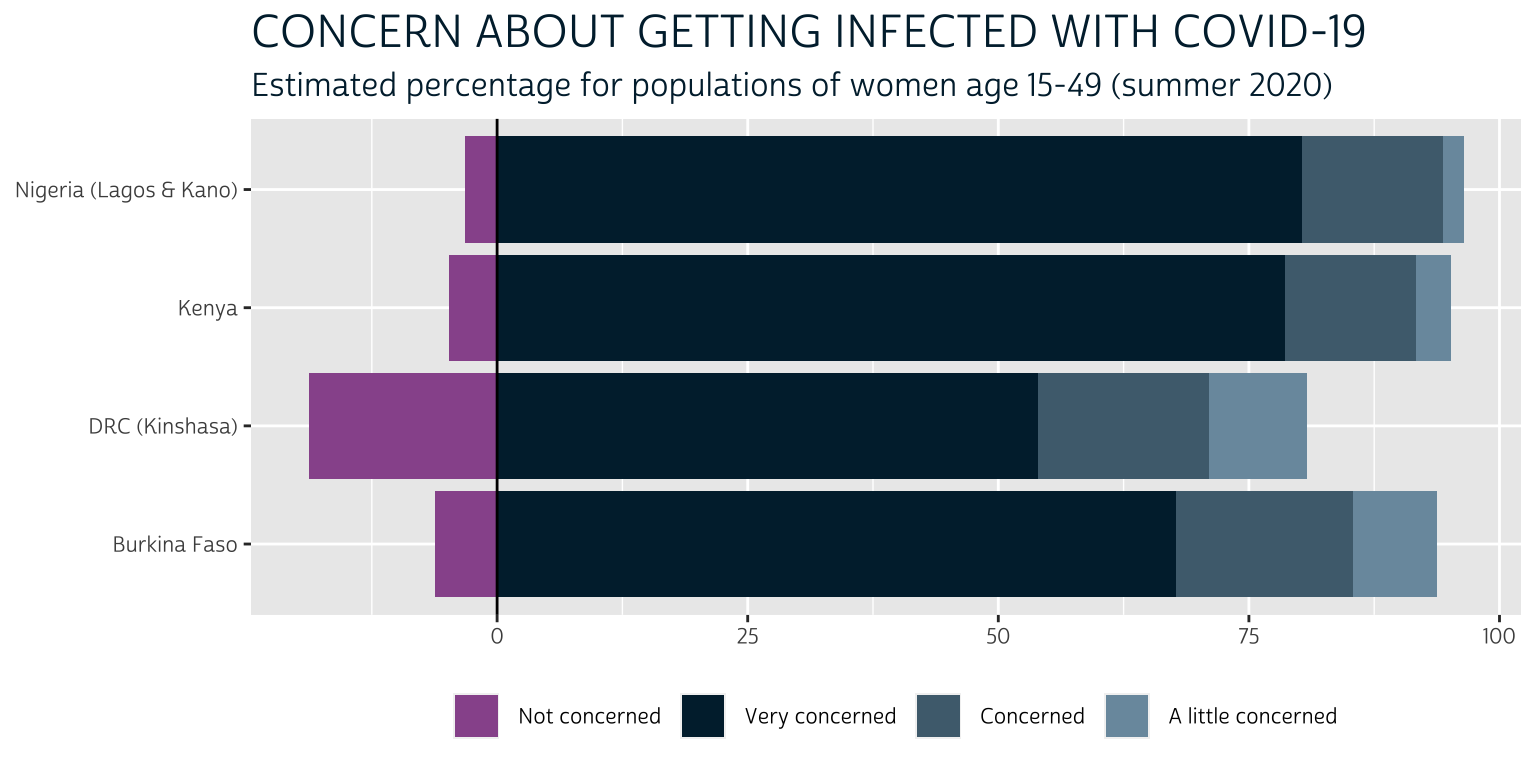 CONCERN ABOUT GETTING INFECTED WITH COVID-19
Estimated percentage for populations of women age 15-49 (summer 2020)
Nigeria (Lagos & Kano)
Kenya
DRC (Kinshasa)
Burkina Faso
0 25 50 75 100
Not concerned Very concerned Concerned A little concerned